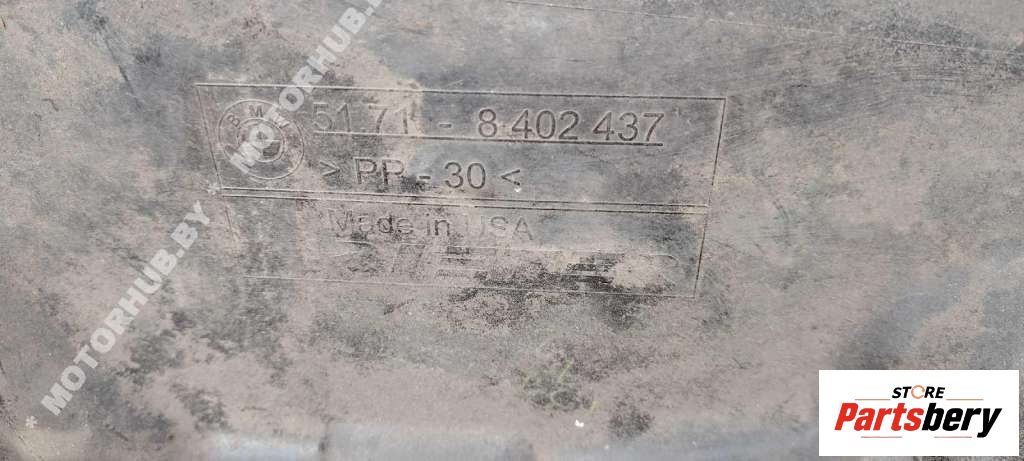 MOTORHUB.BY
BMW
51 71 - 8 402 437
> PP - 30 <
Made in USA
* MOTORHUB.BY *
STORE
Partsbery